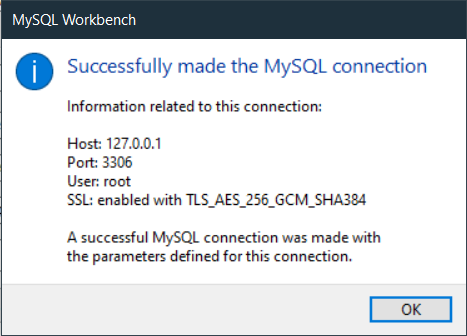 MySQL Workbench
Successfully made the MySQL connection
Information related to this connection:
Host: 127.0.0.1
Port: 3306
User: root
SSL: enabled with TLS_AES_256_GCM_SHA384
A successful MySQL connection was made with
the parameters defined for this connection.
OK